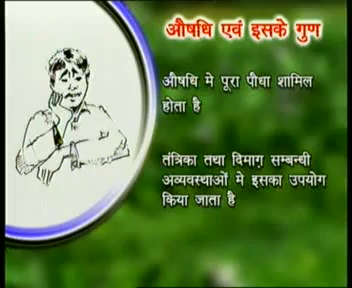 औषधि एवं इसके गुण
औषधि मे पूरा पौधा शामिल
होता है
तंत्रिका तथा दिमाग़ सम्बन्धी
अव्यवस्थाओं मे इसका उपयोग
किया जाता है